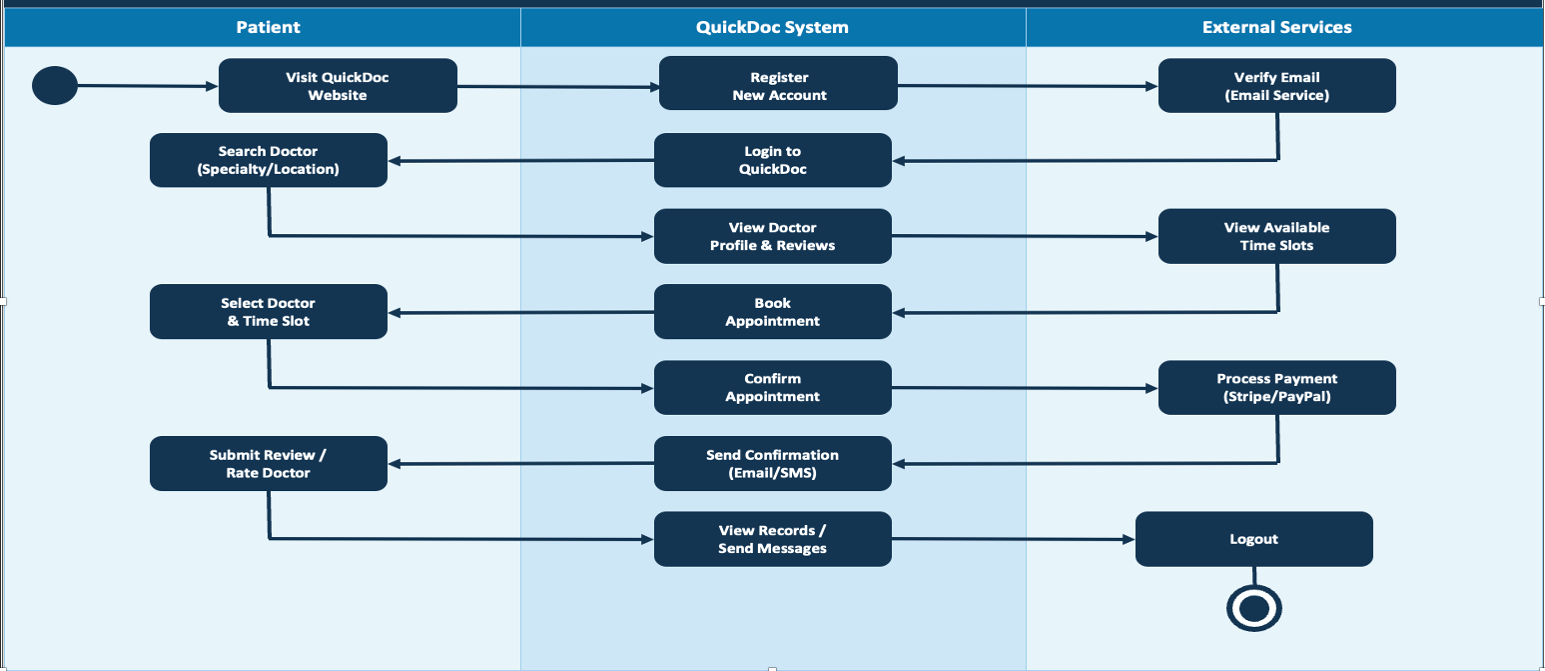 Patient
QuickDoc System
External Services
Visit QuickDoc
Website
Register
New Account
Verify Email
(Email Service)
Search Doctor
(Specialty/Location)
Login to
QuickDoc
View Doctor
Profile & Reviews
View Available
Time Slots
Select Doctor
& Time Slot
Book
Appointment
Confirm
Appointment
Process Payment
(Stripe/PayPal)
Submit Review /
Rate Doctor
Send Confirmation
(Email/SMS)
View Records /
Send Messages
Logout